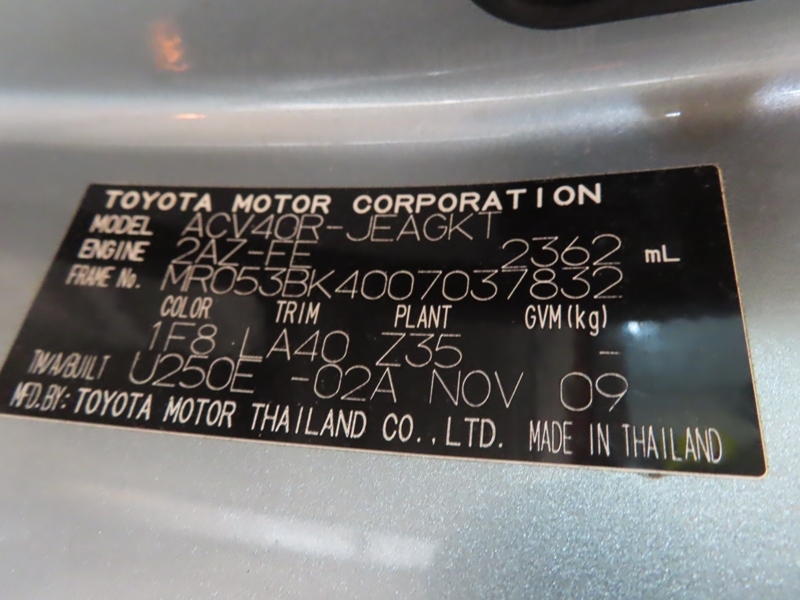 TOYOTA MOTOR CORPORATION
MODEL ACV40R-JEAGKT
ENGINE 2AZ-FE 2362 mL
FRAME No. MR053BK4007037832
COLOR TRIM PLANT GVM(kg)
1F8 LA40 Z35 -
TM/A/BUILT U250E -02A NOV 09
MFD.BY: TOYOTA MOTOR THAILAND CO.,LTD. MADE IN THAILAND